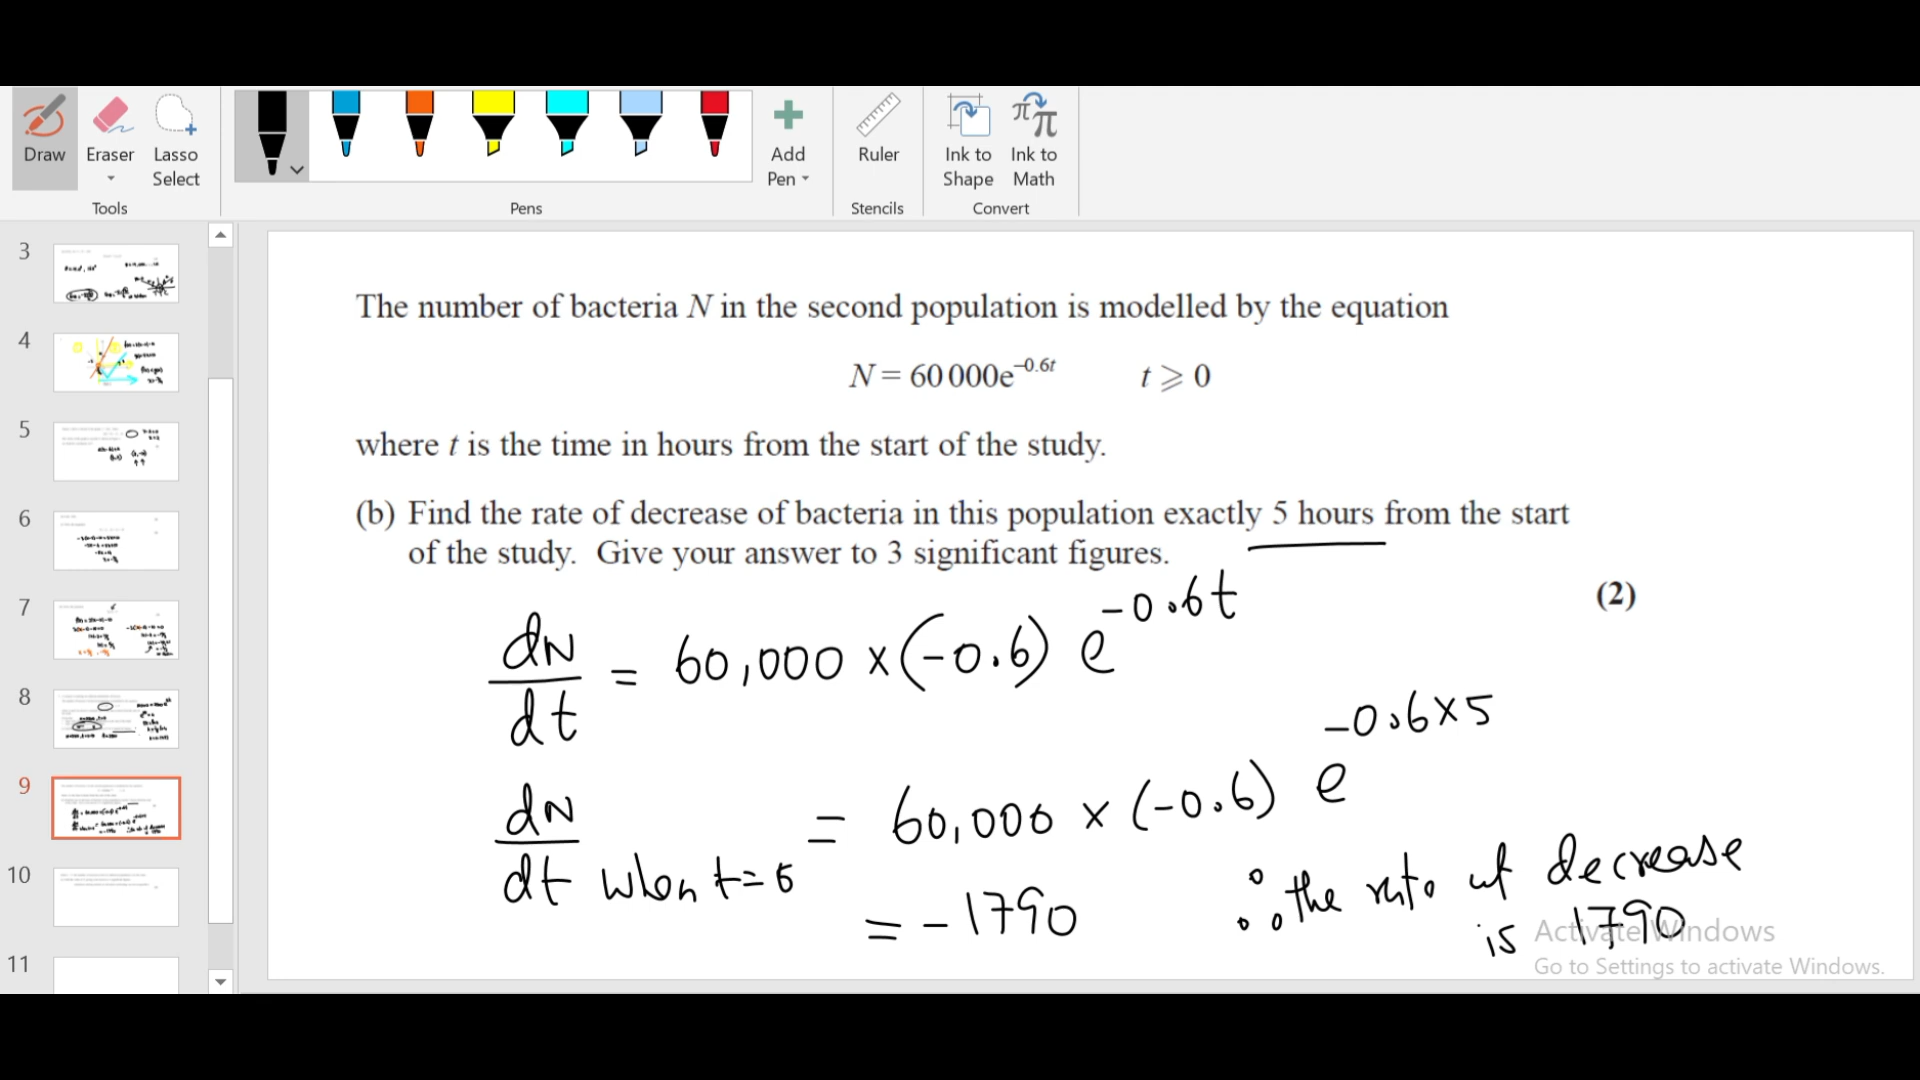 Draw
Eraser
Lasso
Select
Tools
Pens
Add
Pen
Ruler
Stencils
Ink to
Shape
Ink to
Math
Convert
3
4
5
6
7
8
9
10
11
The number of bacteria N in the second population is modelled by the equation
N = 60 000e^{-0.6t} t ⩾ 0
where t is the time in hours from the start of the study.
(b) Find the rate of decrease of bacteria in this population exactly 5 hours from the start
of the study. Give your answer to 3 significant figures.
(2)
dN/dt = 60,000 × (-0.6) e^{-0.6t}
dN/dt when t=5 = 60,000 × (-0.6) e^{-0.6×5}
= -1790
∴ the rate of decrease
is 1790
Activate Windows
Go to Settings to activate Windows.